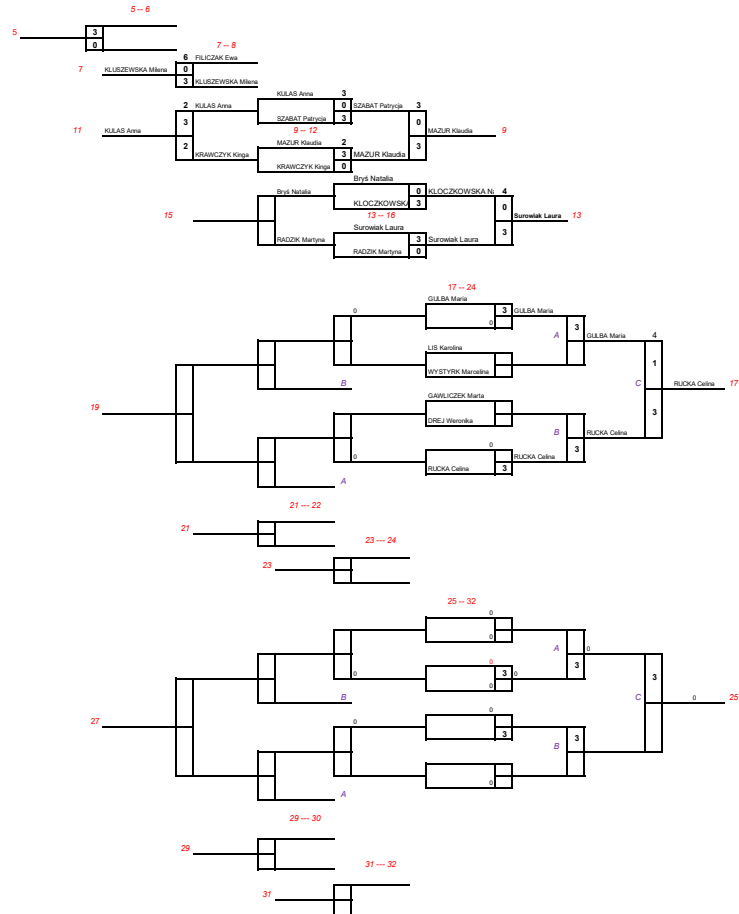 5 -- 6
5 3
0
7 -- 8
6 FILICZAK Ewa
7 KLUSZEWSKA Milena 0
3 KLUSZEWSKA Milena
KULAS Anna 3
2 KULAS Anna 0 SZABAT Patrycja 3
3 SZABAT Patrycja 3 0
11 KULAS Anna 9 -- 12 MAZUR Klaudia 9
2 MAZUR Klaudia 2 3
KRAWCZYK Kinga 3 MAZUR Klaudia
KRAWCZYK Kinga 0
Bryś Natalia
Bryś Natalia 0 KLOCZKOWSKA Na 4
KLOCZKOWSKA 3 0
15 13 -- 16 Surowiak Laura 13
Surowiak Laura 3
RADZIK Martyna 3 Surowiak Laura
RADZIK Martyna 0
17 -- 24
GULBA Maria
0 3 GULBA Maria
0 3
A GULBA Maria 4
LIS Karolina
1
WYSTYRK Marcelina
B C RUCKA Celina 17
GAWLICZEK Marta
19 3
DREJ Weronika
B RUCKA Celina
0 3
0 RUCKA Celina
RUCKA Celina 3
A
21 --- 22
21
23 --- 24
23
25 -- 32
0
0
A 0
0 3
0 3 0 3
0
B C 0 25
0
27 0
3 3
B
0
A
29 --- 30
29
31 --- 32
31